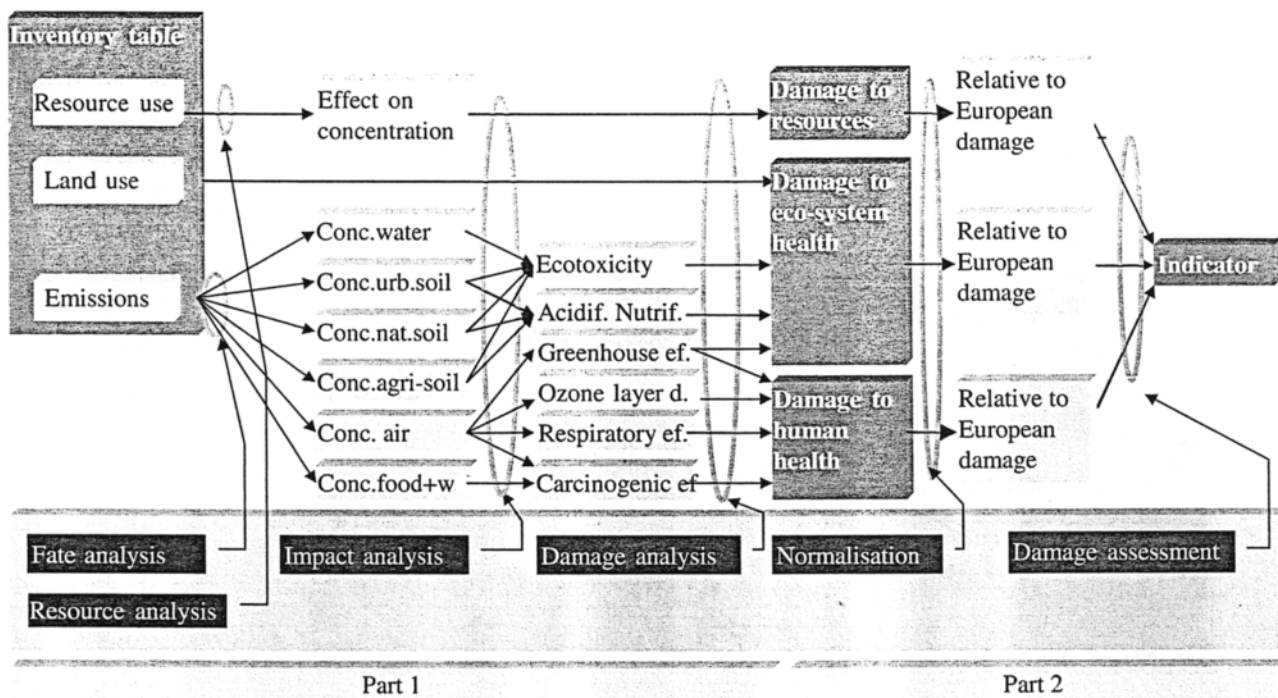 Inventory table
Resource use
Land use
Emissions
Effect on
concentration
Conc.water
Conc.urb.soil
Conc.nat.soil
Conc.agri-soil
Conc. air
Conc.food+w
Ecotoxicity
Acidif. Nutrif.
Greenhouse ef.
Ozone layer d.
Respiratory ef.
Carcinogenic ef
Damage to
resources
Damage to
eco-system
health
Damage to
human
health
Relative to
European
damage
Relative to
European
damage
Relative to
European
damage
Indicator
Fate analysis
Impact analysis
Damage analysis
Normalisation
Damage assessment
Resource analysis
Part 1
Part 2